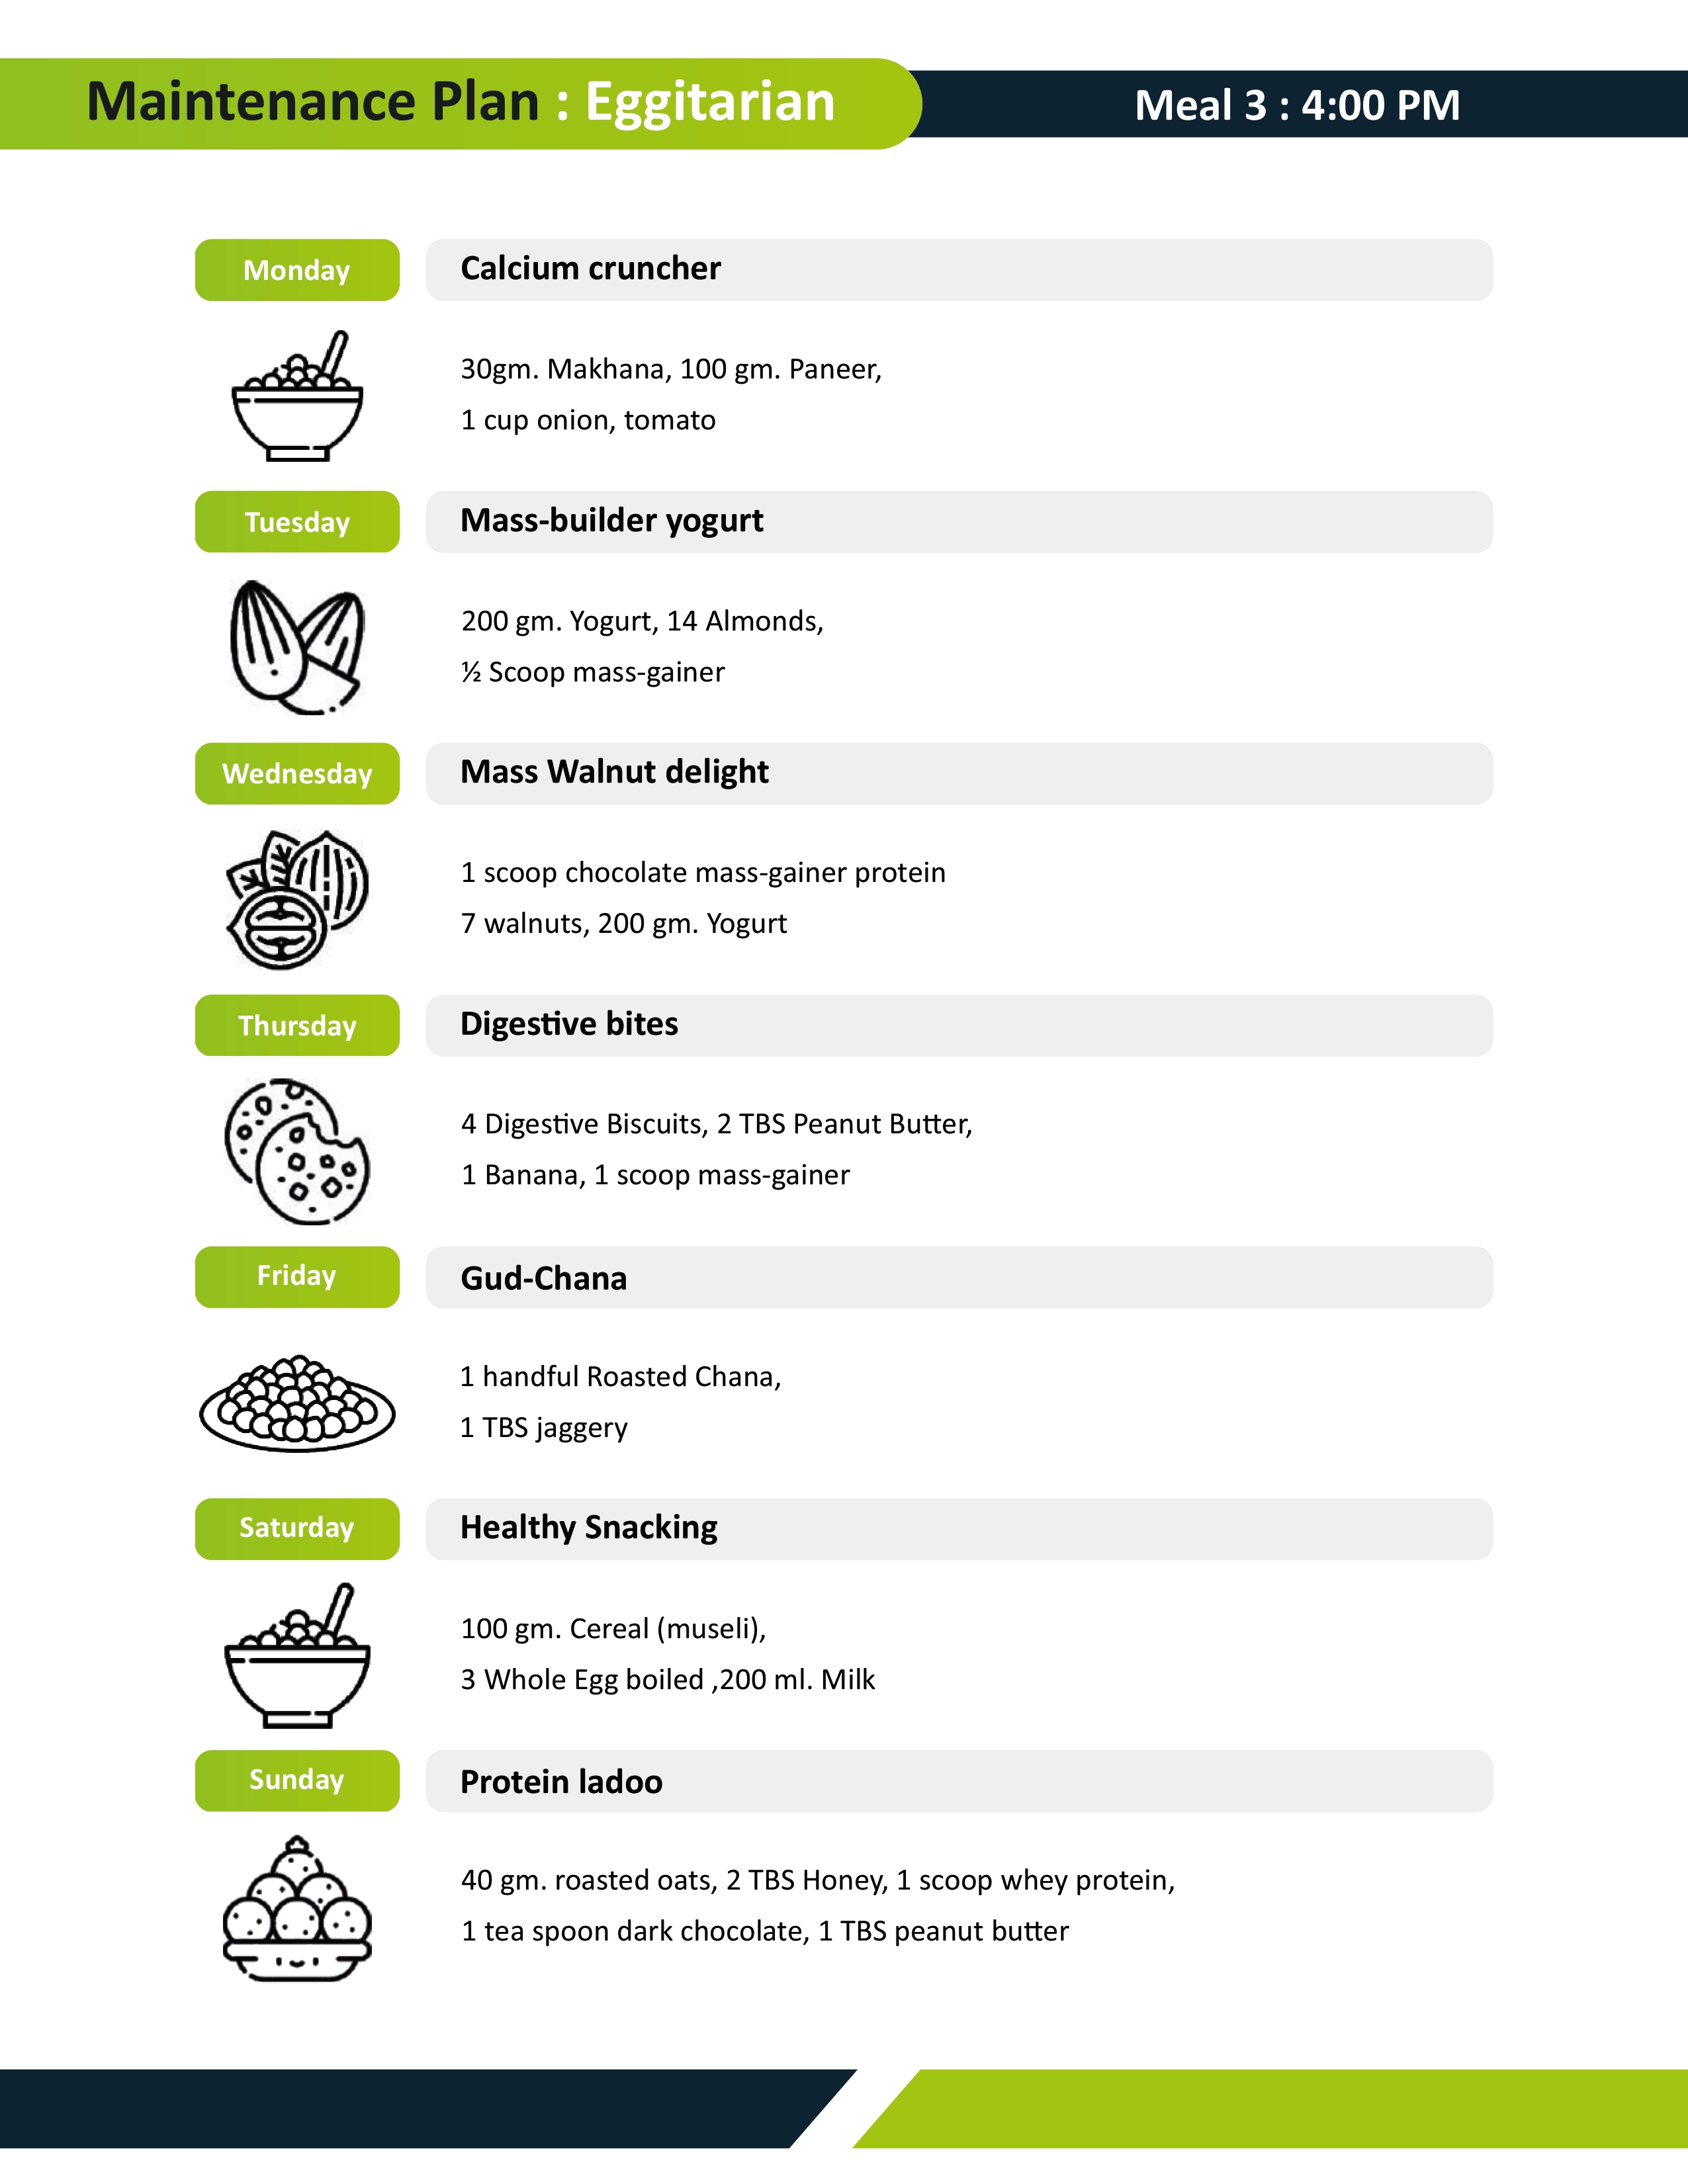 Maintenance Plan : Eggitarian
Meal 3 : 4:00 PM
Monday
Calcium cruncher
30gm. Makhana, 100 gm. Paneer,
1 cup onion, tomato
Tuesday
Mass-builder yogurt
200 gm. Yogurt, 14 Almonds,
½ Scoop mass-gainer
Wednesday
Mass Walnut delight
1 scoop chocolate mass-gainer protein
7 walnuts, 200 gm. Yogurt
Thursday
Digestive bites
4 Digestive Biscuits, 2 TBS Peanut Butter,
1 Banana, 1 scoop mass-gainer
Friday
Gud-Chana
1 handful Roasted Chana,
1 TBS jaggery
Saturday
Healthy Snacking
100 gm. Cereal (museli),
3 Whole Egg boiled ,200 ml. Milk
Sunday
Protein ladoo
40 gm. roasted oats, 2 TBS Honey, 1 scoop whey protein,
1 tea spoon dark chocolate, 1 TBS peanut butter